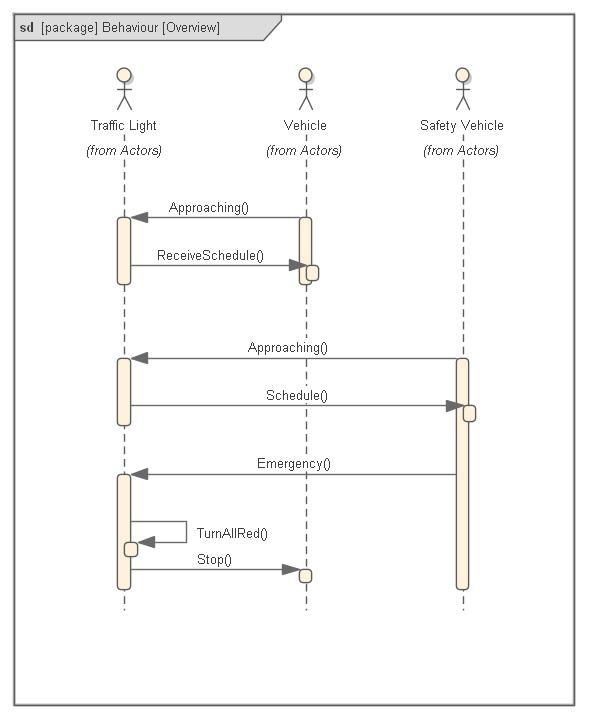 sd [package] Behaviour [Overview]
Traffic Light
(from Actors)
Vehicle
(from Actors)
Safety Vehicle
(from Actors)
Approaching()
ReceiveSchedule()
Approaching()
Schedule()
Emergency()
TurnAllRed()
Stop()